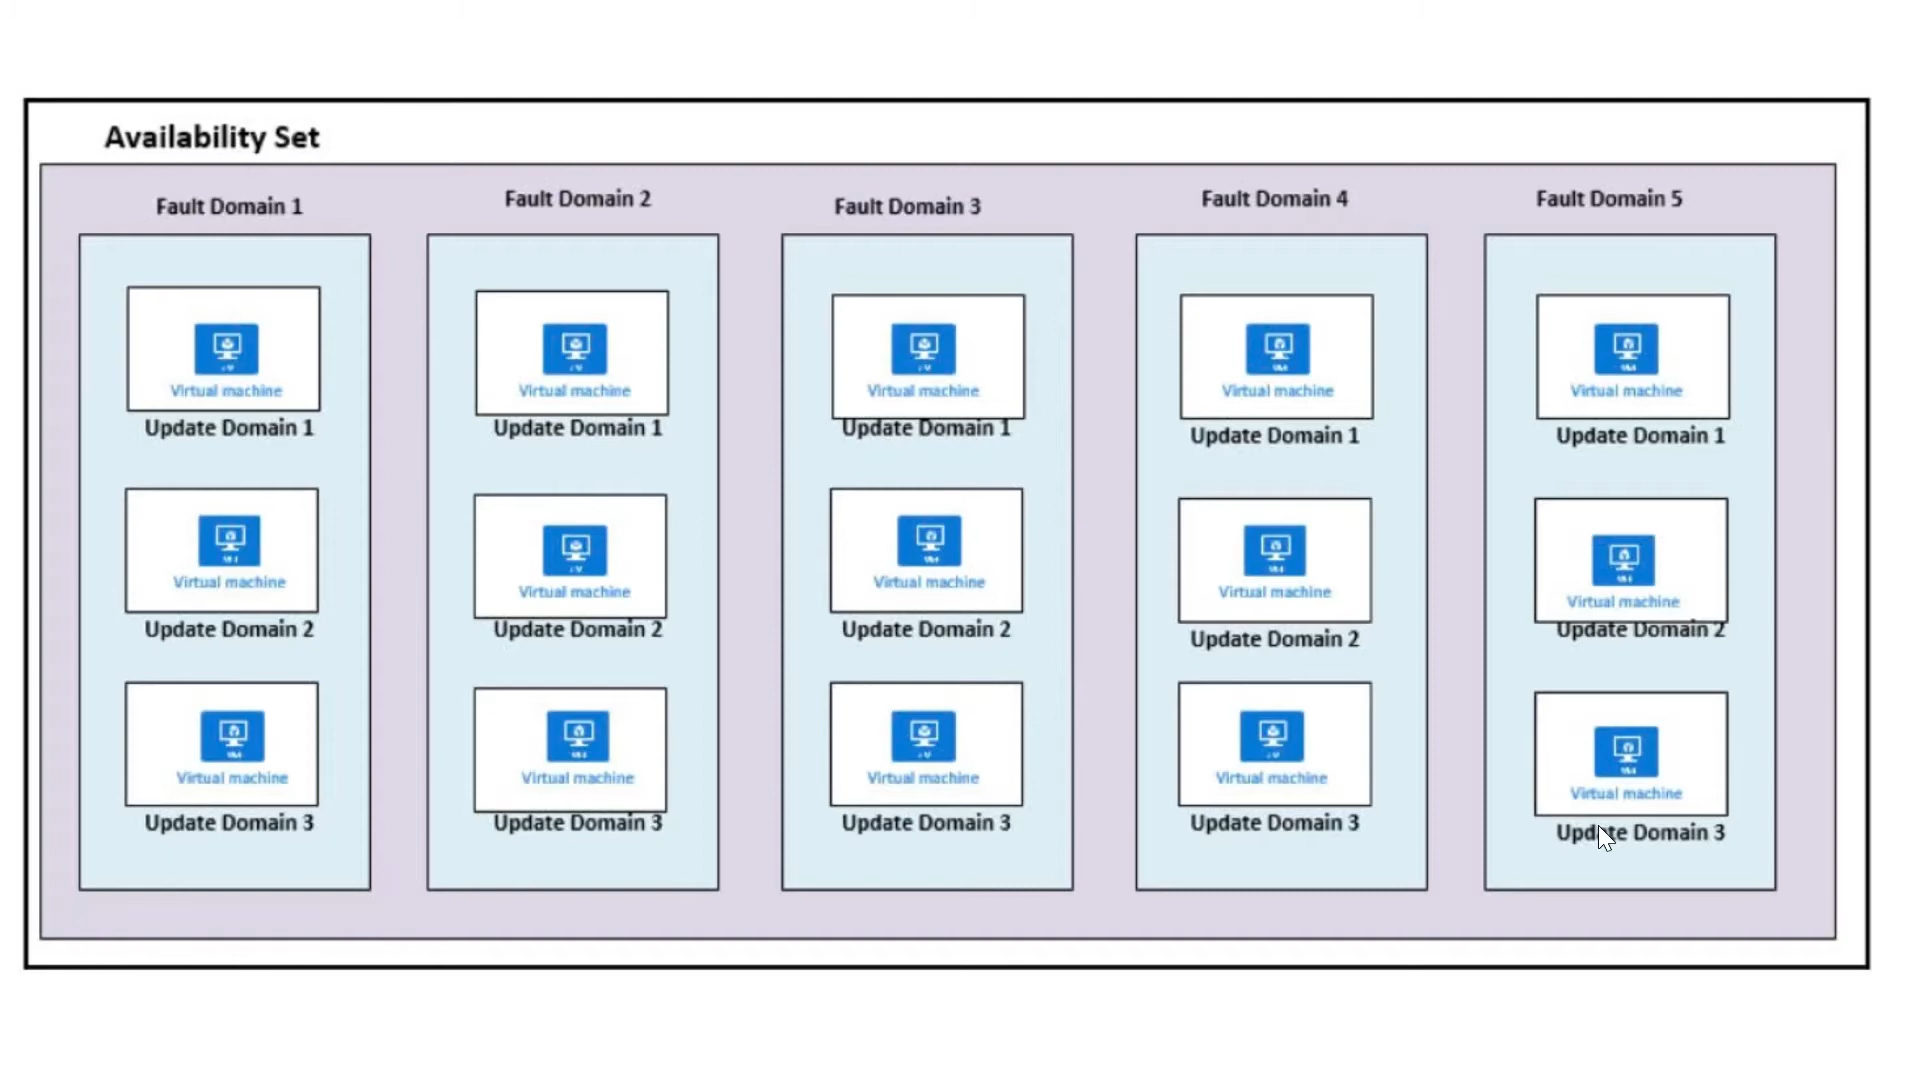 Availability Set
Fault Domain 1
Fault Domain 2
Fault Domain 3
Fault Domain 4
Fault Domain 5
Virtual machine
Virtual machine
Virtual machine
Virtual machine
Virtual machine
Update Domain 1
Update Domain 1
Update Domain 1
Update Domain 1
Update Domain 1
Virtual machine
Virtual machine
Virtual machine
Virtual machine
Virtual machine
Update Domain 2
Update Domain 2
Update Domain 2
Update Domain 2
Update Domain 2
Virtual machine
Virtual machine
Virtual machine
Virtual machine
Virtual machine
Update Domain 3
Update Domain 3
Update Domain 3
Update Domain 3
Update Domain 3